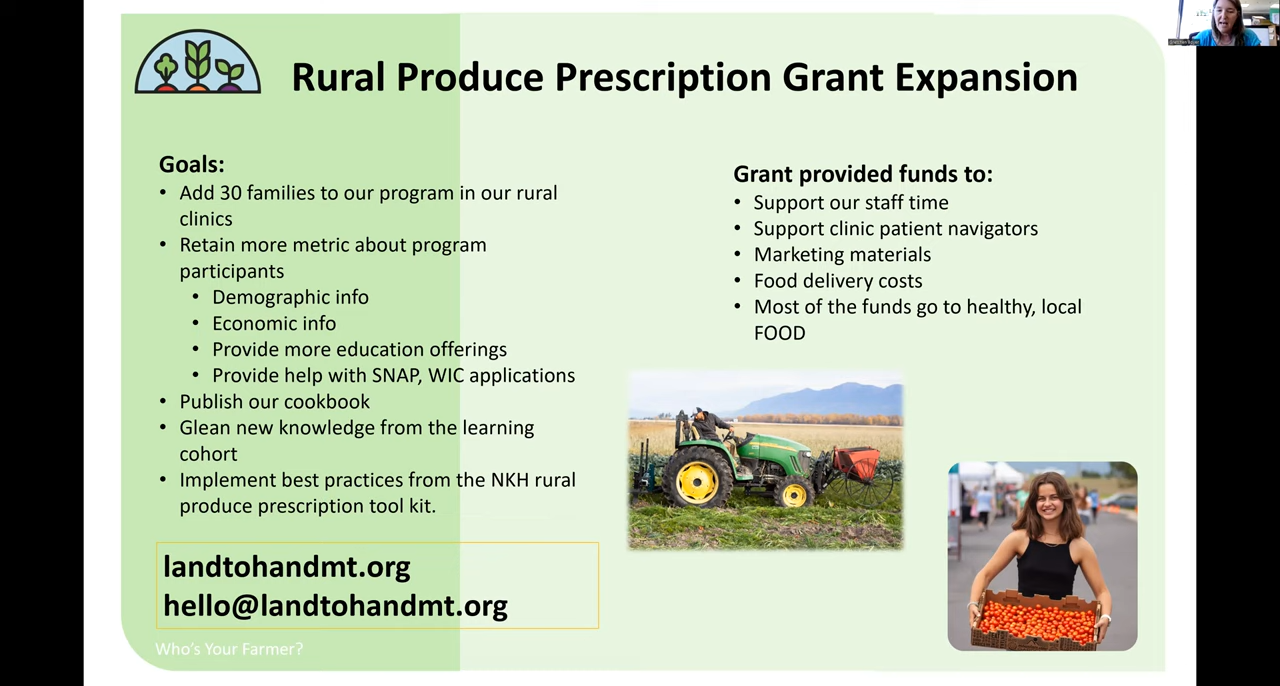 Rural Produce Prescription Grant Expansion
Goals:
• Add 30 families to our program in our rural
clinics
• Retain more metric about program
participants
• Demographic info
• Economic info
• Provide more education offerings
• Provide help with SNAP, WIC applications
• Publish our cookbook
• Glean new knowledge from the learning
cohort
• Implement best practices from the NKH rural
produce prescription tool kit.
landtohandmt.org
hello@landtohandmt.org
Who's Your Farmer?
Grant provided funds to:
• Support our staff time
• Support clinic patient navigators
• Marketing materials
• Food delivery costs
• Most of the funds go to healthy, local
FOOD